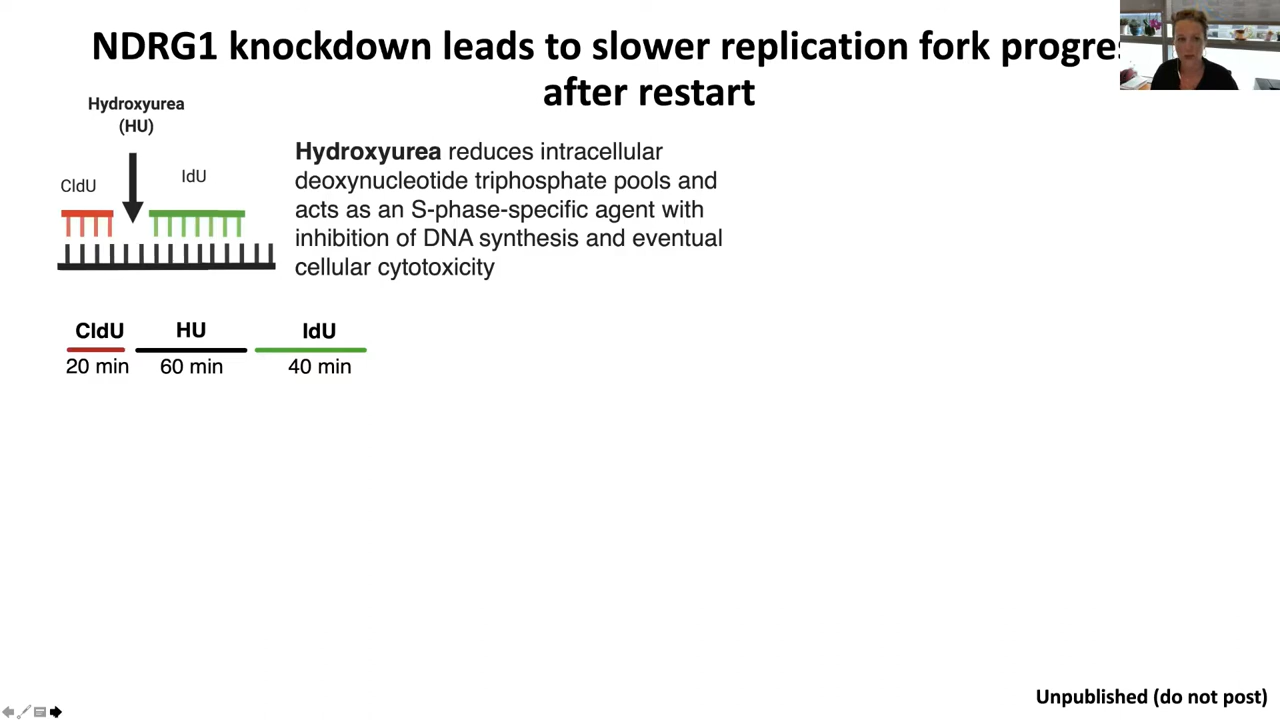 NDRG1 knockdown leads to slower replication fork progres
after restart
Hydroxyurea
(HU)
CldU
IdU
Hydroxyurea reduces intracellular
deoxynucleotide triphosphate pools and
acts as an S-phase-specific agent with
inhibition of DNA synthesis and eventual
cellular cytotoxicity
CldU HU IdU
20 min 60 min 40 min
Unpublished (do not post)